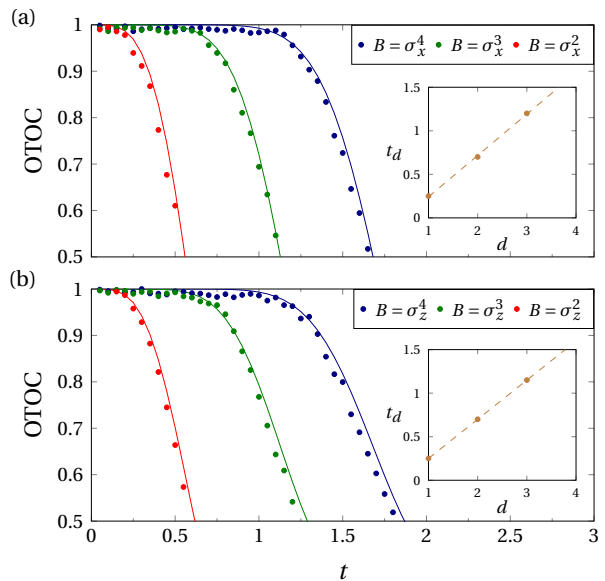 (a)
1
0.9
0.8
0.7
0.6
0.5
OTOC
B = σ_x^4 B = σ_x^3 B = σ_x^2
1.5
1
0.5
0
t_d
1 2 3 4
d
(b)
1
0.9
0.8
0.7
0.6
0.5
OTOC
B = σ_z^4 B = σ_z^3 B = σ_z^2
1.5
1
0.5
0
t_d
1 2 3 4
d
0 0.5 1 1.5 2 2.5 3
t